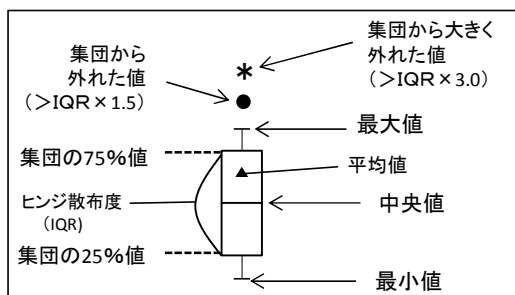 集団から
外れた値
(>IQR×1.5)
集団から大きく
外れた値
(>IQR×3.0)
*
最大値
集団の75%値
平均値
ヒンジ散布度
(IQR)
中央値
集団の25%値
最小値